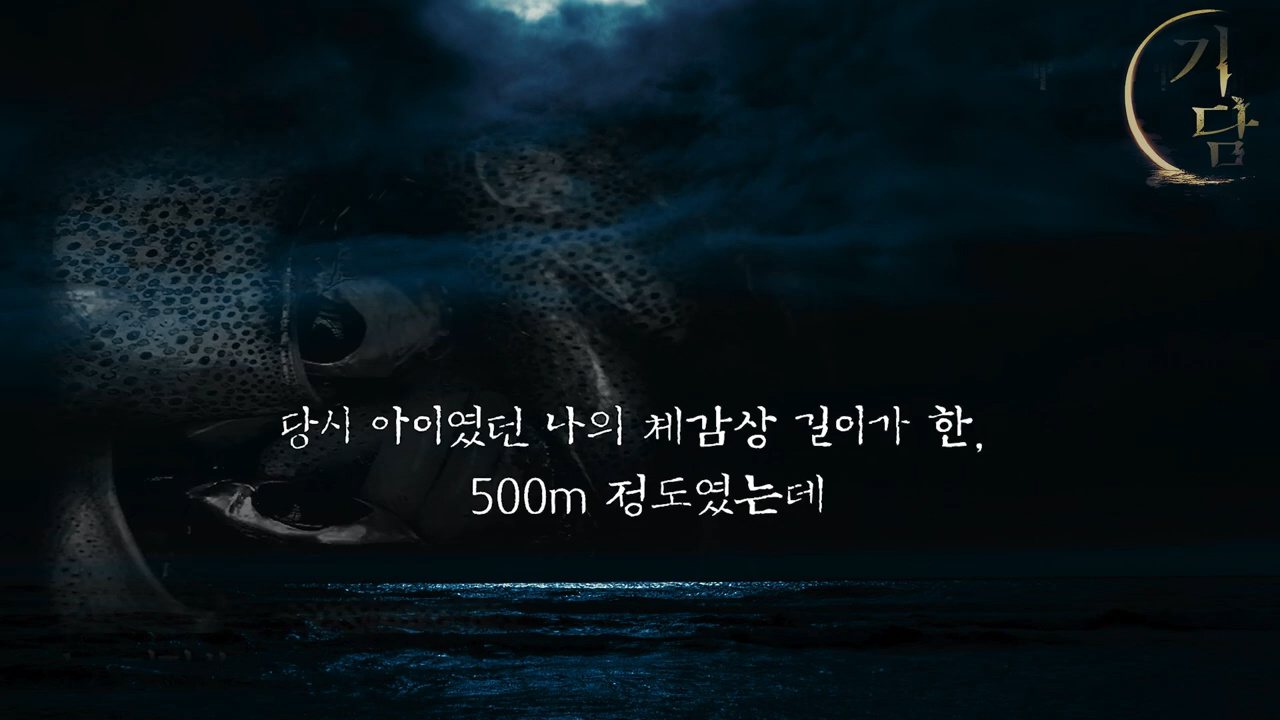 기
담
당시 아이였던 나의 체감상 길이가 한,
500m 정도였는데